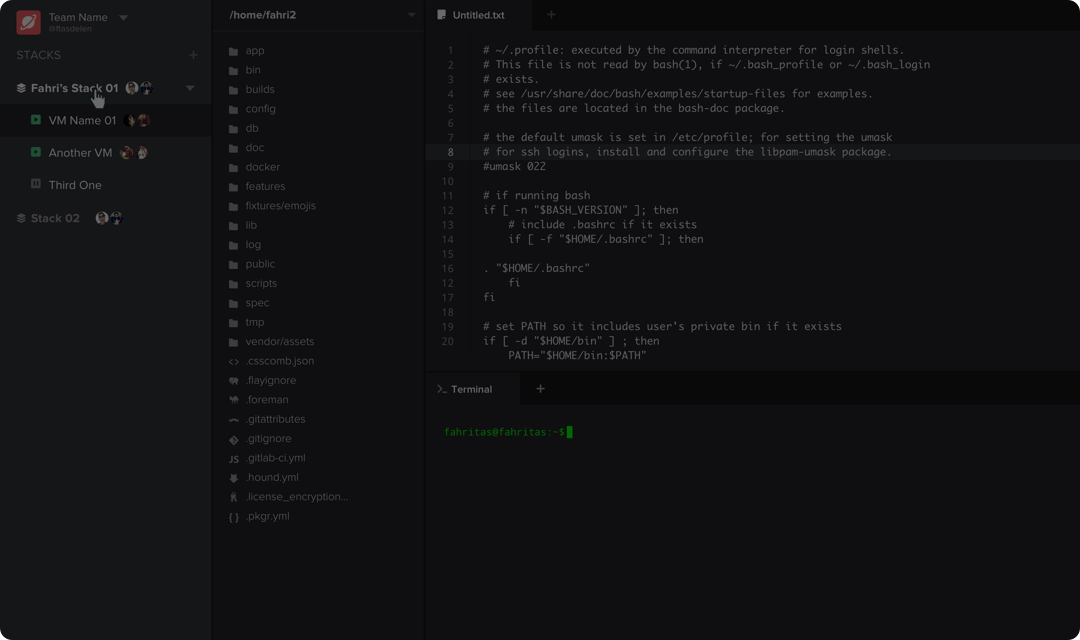 Team Name
@ftasdelen
STACKS
Fahri's Stack 01
VM Name 01
Another VM
Third One
Stack 02
/home/fahri2
app
bin
builds
config
db
doc
docker
features
fixtures/emojis
lib
log
public
scripts
spec
tmp
vendor/assets
.csscomb.json
.flayignore
.foreman
.gitattributes
.gitignore
JS .gitlab-ci.yml
.hound.yml
.license_encryption...
{ } .pkgr.yml
Untitled.txt
1 # ~/.profile: executed by the command interpreter for login shells.
2 # This file is not read by bash(1), if ~/.bash_profile or ~/.bash_login
3 # exists.
4 # see /usr/share/doc/bash/examples/startup-files for examples.
5 # the files are located in the bash-doc package.
6
7 # the default umask is set in /etc/profile; for setting the umask
8 # for ssh logins, install and configure the libpam-umask package.
9 #umask 022
10
11 # if running bash
12 if [ -n "$BASH_VERSION" ]; then
13 # include .bashrc if it exists
14 if [ -f "$HOME/.bashrc" ]; then
15
16 . "$HOME/.bashrc"
12 fi
17 fi
18
19 # set PATH so it includes user's private bin if it exists
20 if [ -d "$HOME/bin" ] ; then
PATH="$HOME/bin:$PATH"
>_ Terminal
fahritas@fahritas:~$